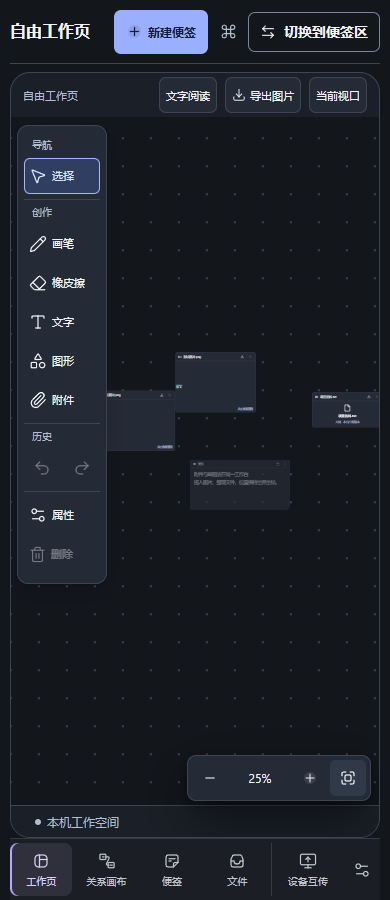 自由工作页
新建便签
切换到便签区
自由工作页
文字阅读
导出图片
当前视口
导航
选择
创作
画笔
橡皮擦
文字
图形
附件
历史
属性
删除
25%
本机工作空间
工作页
关系画布
便签
文件
设备互传